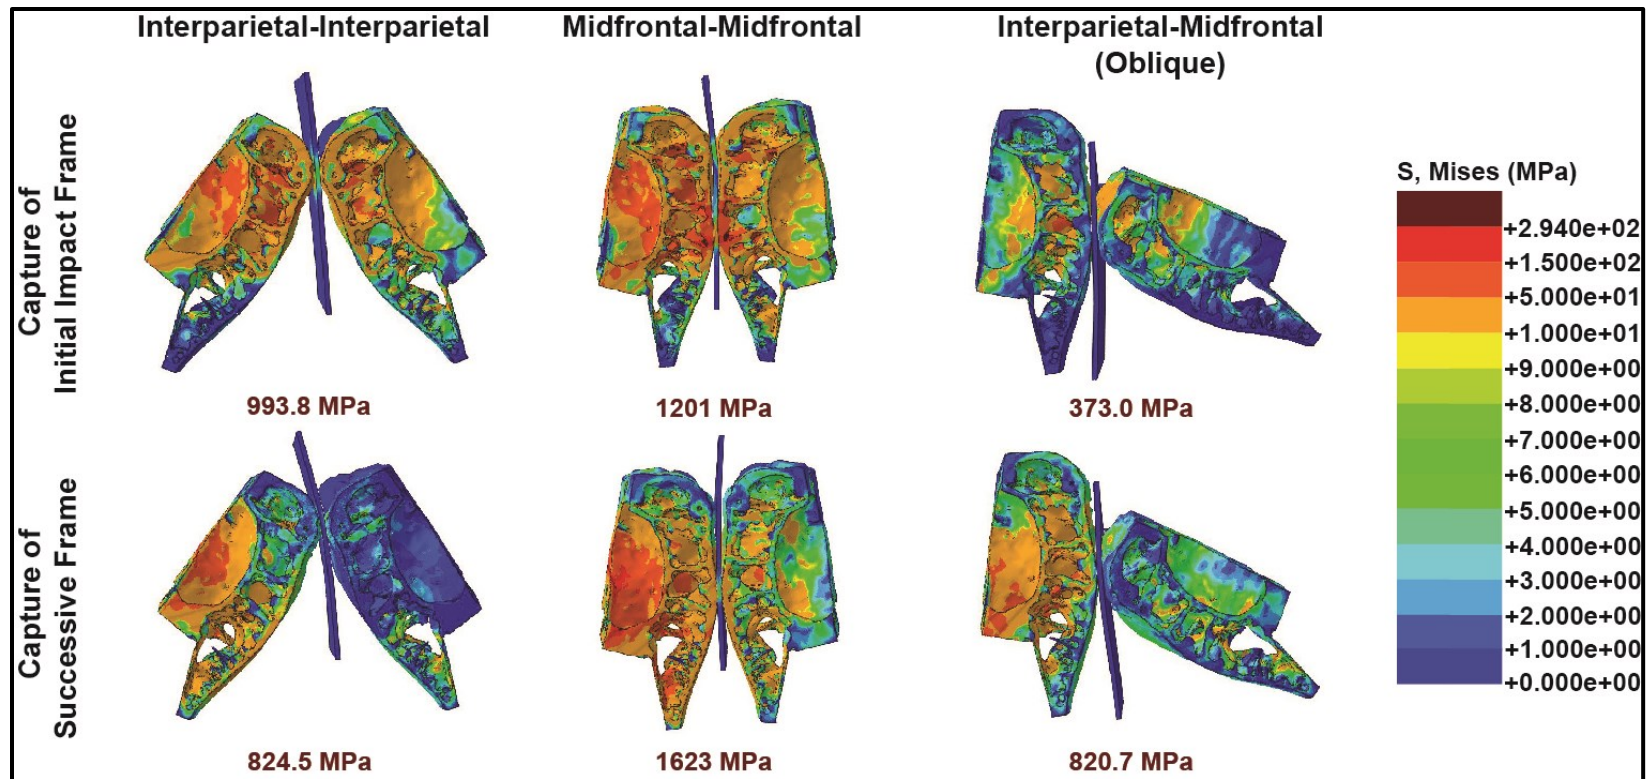 Interparietal-Interparietal
Midfrontal-Midfrontal
Interparietal-Midfrontal
(Oblique)
Capture of
Initial Impact Frame
993.8 MPa
1201 MPa
373.0 MPa
Capture of
Successive Frame
824.5 MPa
1623 MPa
820.7 MPa
S, Mises (MPa)
+2.940e+02
+1.500e+02
+5.000e+01
+1.000e+01
+9.000e+00
+8.000e+00
+7.000e+00
+6.000e+00
+5.000e+00
+4.000e+00
+3.000e+00
+2.000e+00
+1.000e+00
+0.000e+00